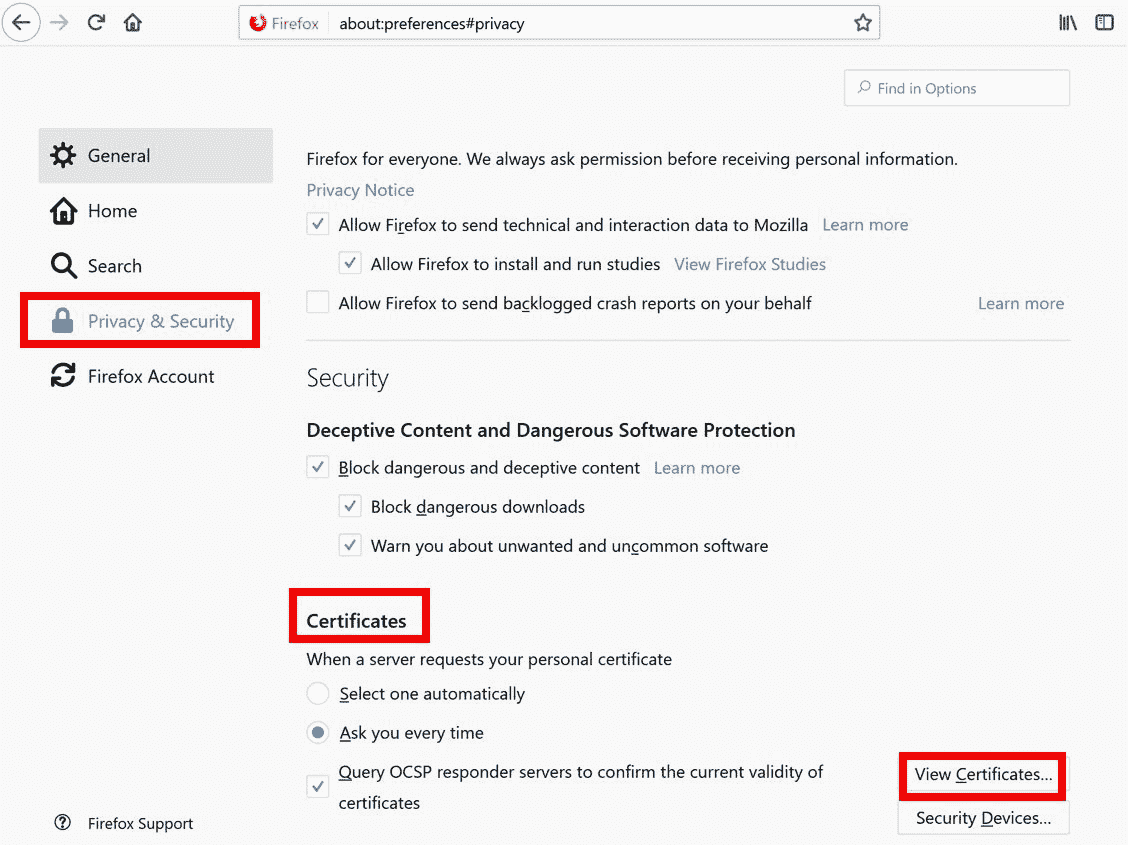 Firefox about:preferences#privacy
Find in Options
General
Home
Search
Privacy & Security
Firefox Account
Firefox Support
Firefox for everyone. We always ask permission before receiving personal information.
Privacy Notice
Allow Firefox to send technical and interaction data to Mozilla Learn more
Allow Firefox to install and run studies View Firefox Studies
Allow Firefox to send backlogged crash reports on your behalf Learn more
Security
Deceptive Content and Dangerous Software Protection
Block dangerous and deceptive content Learn more
Block dangerous downloads
Warn you about unwanted and uncommon software
Certificates
When a server requests your personal certificate
Select one automatically
Ask you every time
Query OCSP responder servers to confirm the current validity of
certificates
View Certificates...
Security Devices...